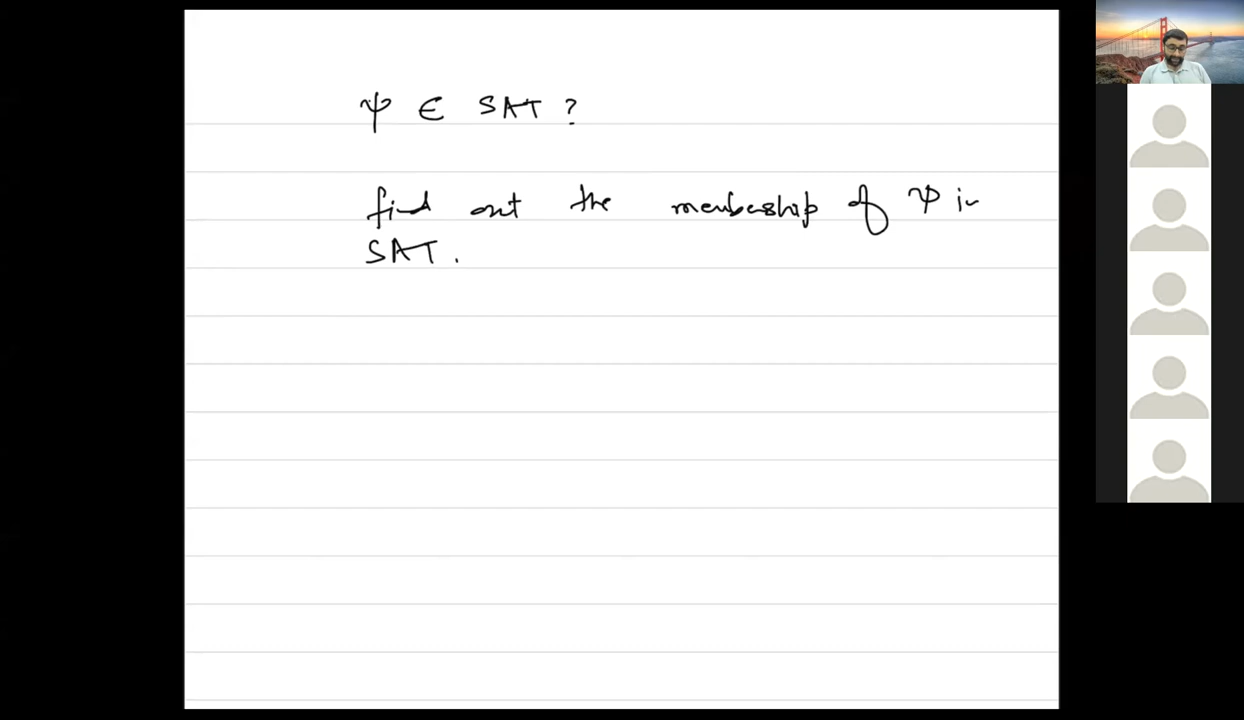 ψ ∈ SAT ?
find out the membership of ψ in
SAT.